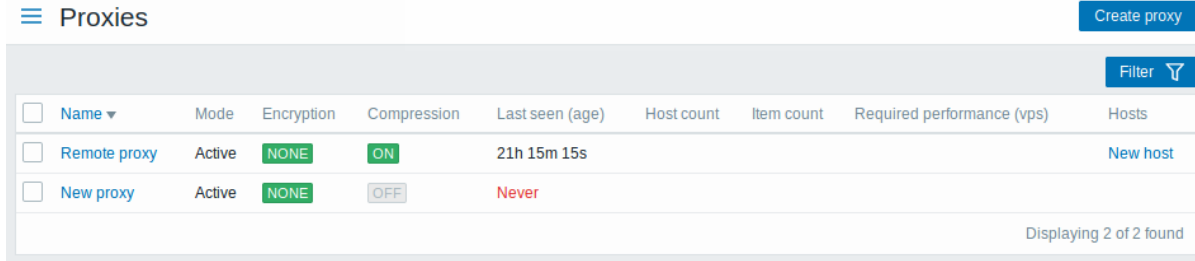 Proxies
Create proxy
Filter
Name Mode Encryption Compression Last seen (age) Host count Item count Required performance (vps) Hosts
Remote proxy Active NONE ON 21h 15m 15s New host
New proxy Active NONE OFF Never
Displaying 2 of 2 found